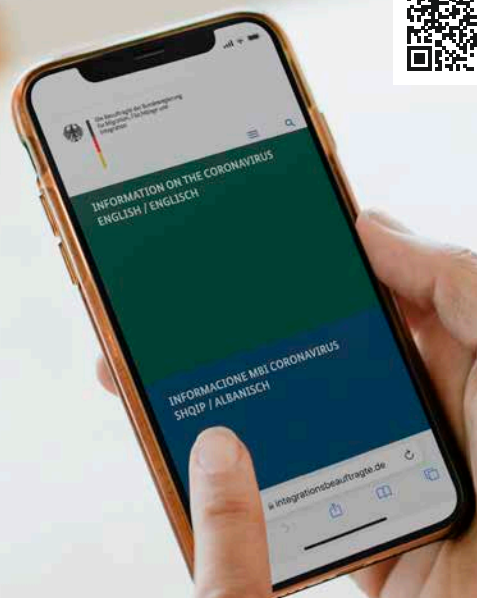 Die Beauftragte der Bundesregierung
für Migration, Flüchtlinge und
Integration
INFORMATION ON THE CORONAVIRUS
ENGLISH / ENGLISCH
INFORMACIONE MBI CORONAVIRUS
SHQIP / ALBANISCH
integrationsbeauftragte.de